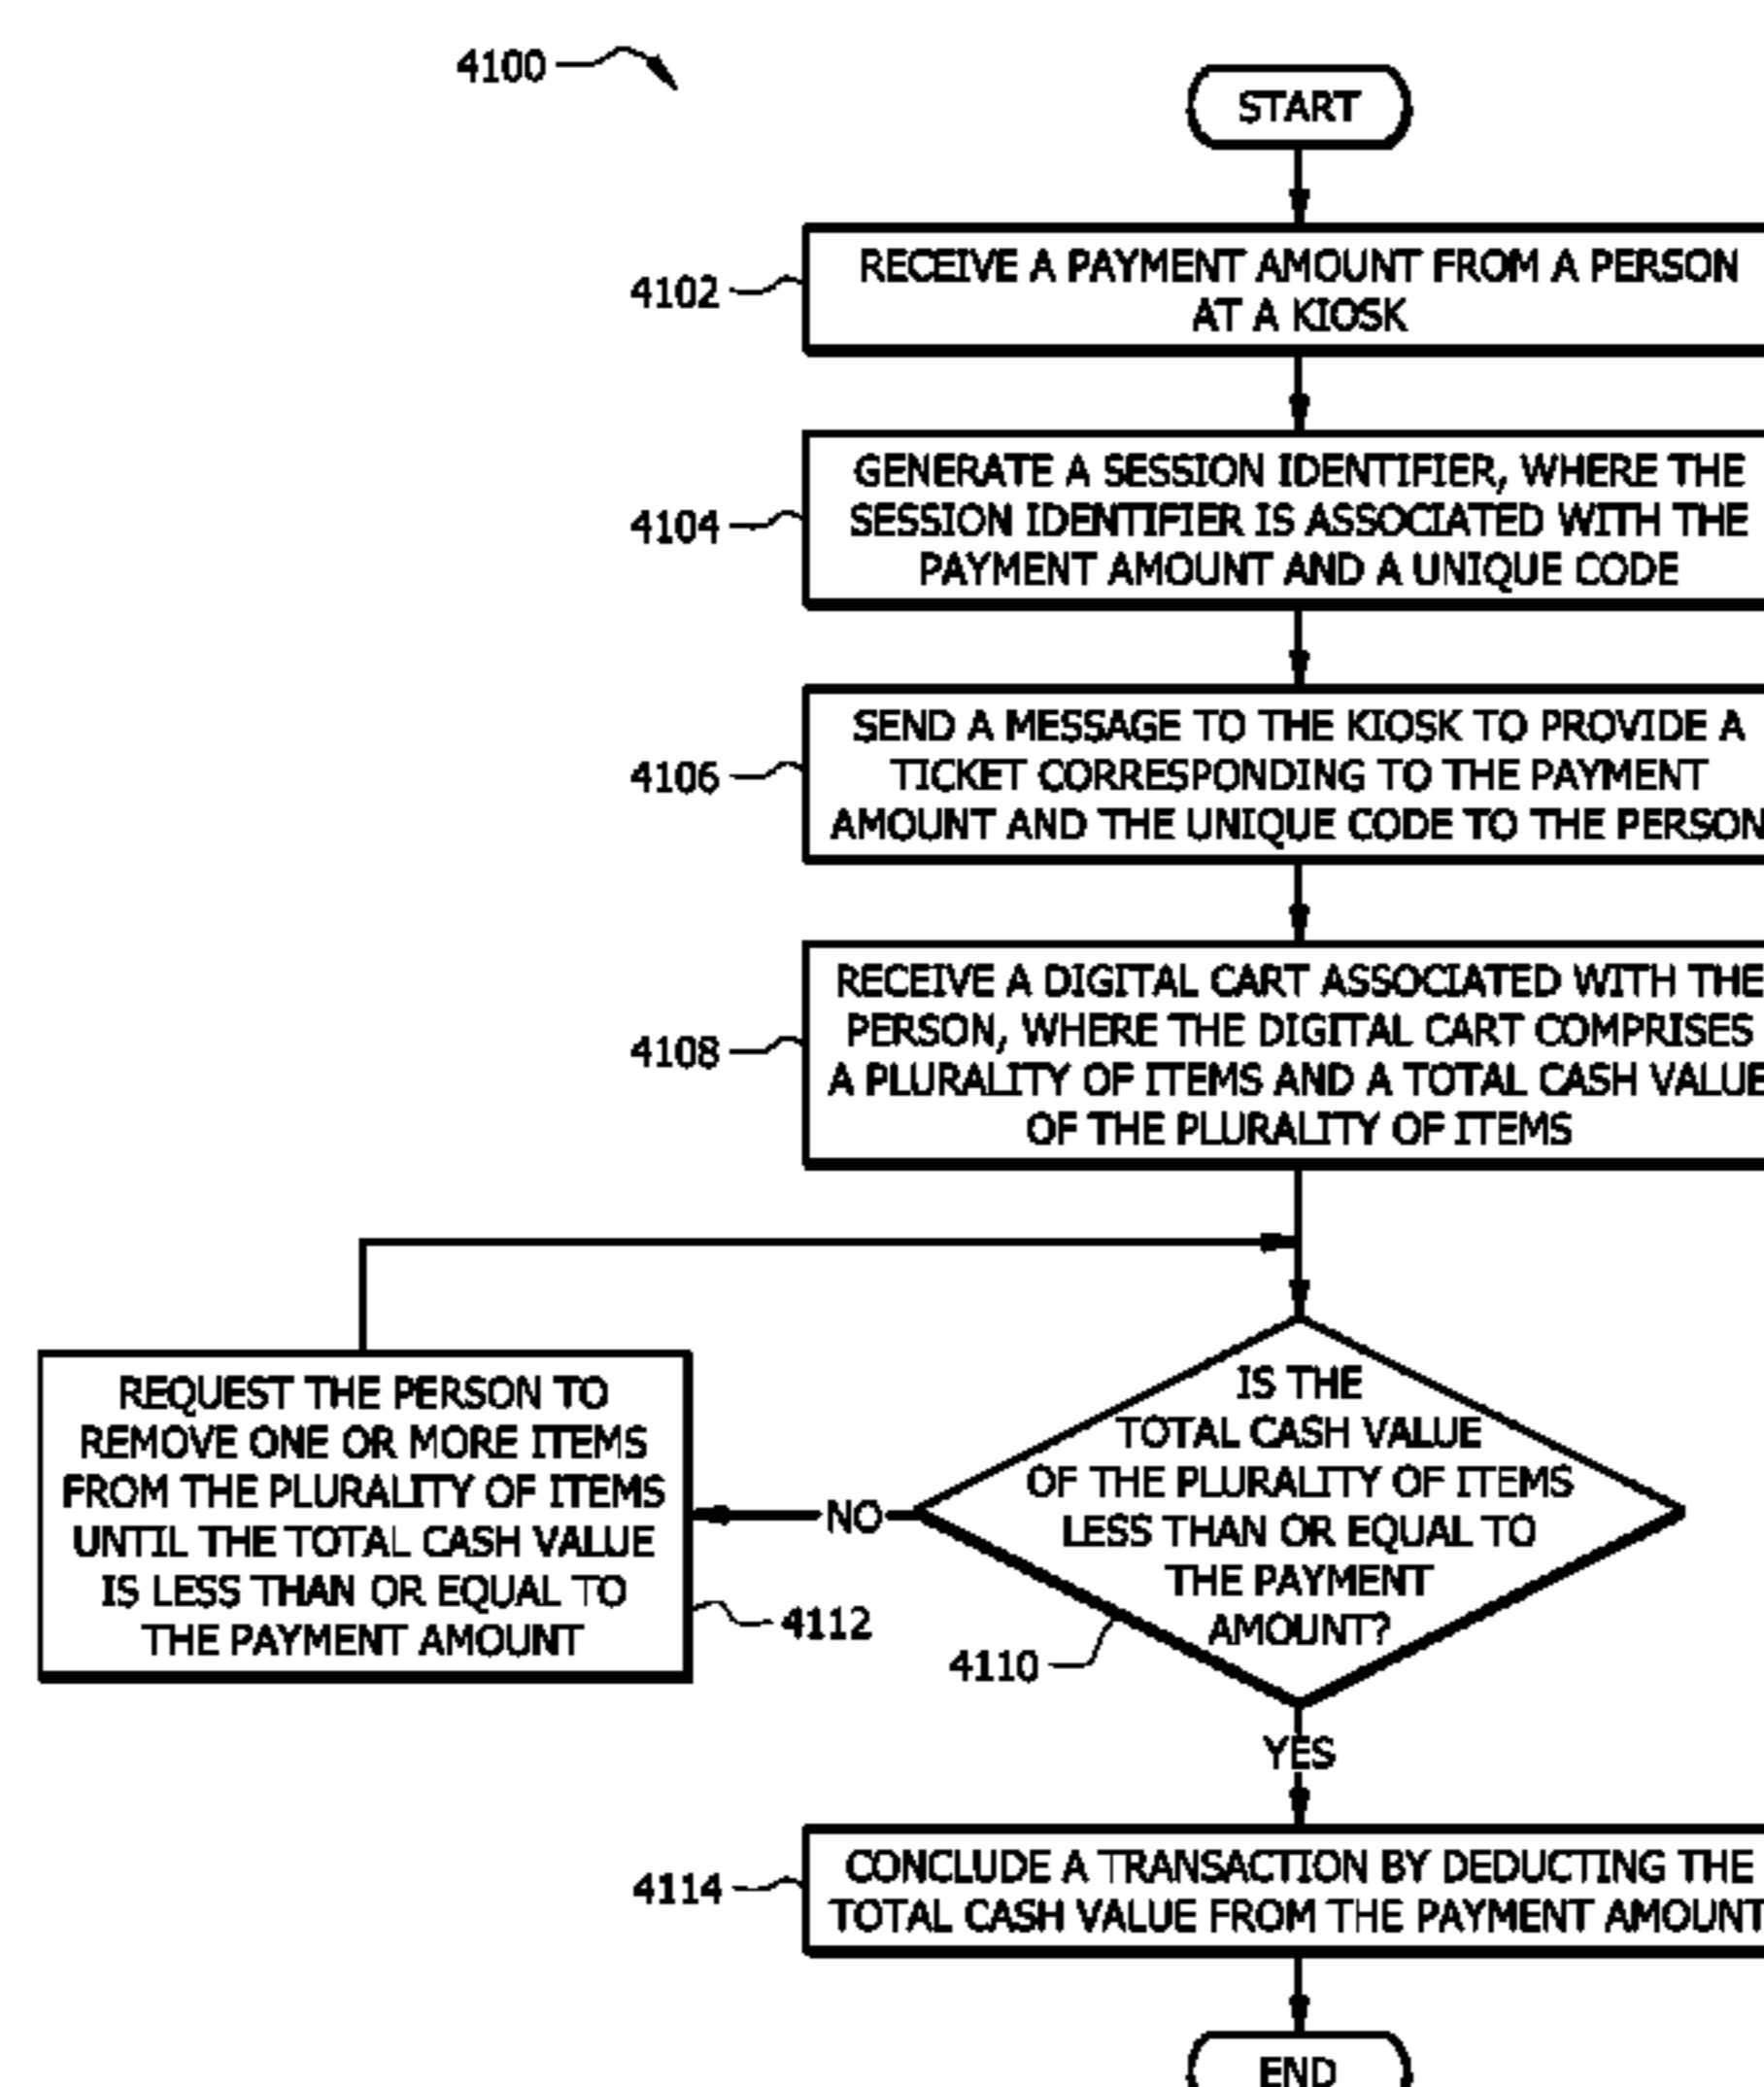 4100
START
4102
RECEIVE A PAYMENT AMOUNT FROM A PERSON
AT A KIOSK
4104
GENERATE A SESSION IDENTIFIER, WHERE THE
SESSION IDENTIFIER IS ASSOCIATED WITH THE
PAYMENT AMOUNT AND A UNIQUE CODE
4106
SEND A MESSAGE TO THE KIOSK TO PROVIDE A
TICKET CORRESPONDING TO THE PAYMENT
AMOUNT AND THE UNIQUE CODE TO THE PERSON
4108
RECEIVE A DIGITAL CART ASSOCIATED WITH THE
PERSON, WHERE THE DIGITAL CART COMPRISES
A PLURALITY OF ITEMS AND A TOTAL CASH VALUE
OF THE PLURALITY OF ITEMS
IS THE
TOTAL CASH VALUE
OF THE PLURALITY OF ITEMS
LESS THAN OR EQUAL TO
THE PAYMENT
AMOUNT?
4110
NO
REQUEST THE PERSON TO
REMOVE ONE OR MORE ITEMS
FROM THE PLURALITY OF ITEMS
UNTIL THE TOTAL CASH VALUE
IS LESS THAN OR EQUAL TO
THE PAYMENT AMOUNT
4112
YES
4114
CONCLUDE A TRANSACTION BY DEDUCTING THE
TOTAL CASH VALUE FROM THE PAYMENT AMOUNT
END